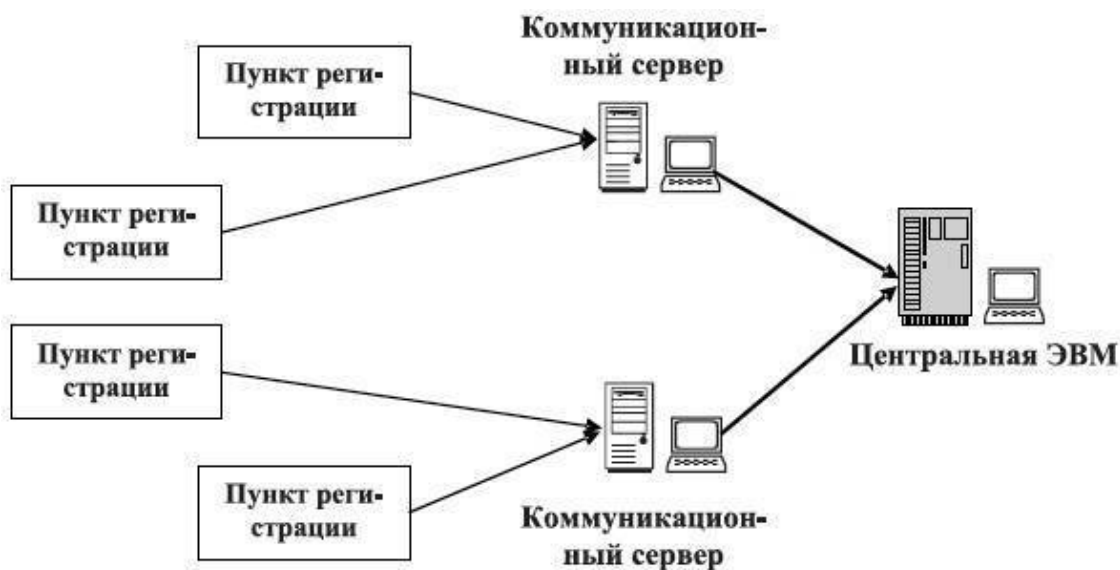 Коммуникацион-
ный сервер
Пункт реги-
страции
Пункт реги-
страции
Центральная ЭВМ
Пункт реги-
страции
Пункт реги-
страции
Коммуникацион-
ный сервер